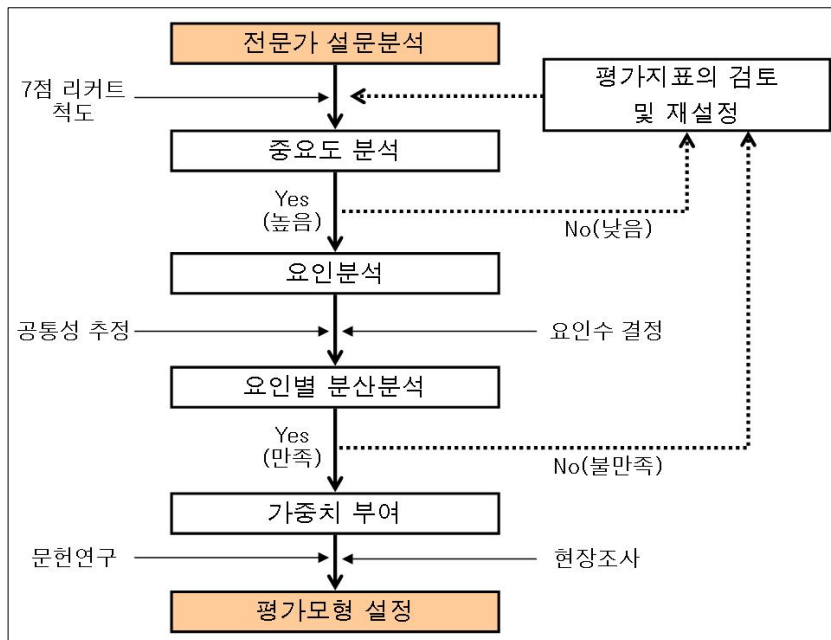 전문가 설문분석
7점 리커트
척도
평가지표의 검토
및 재설정
중요도 분석
Yes
(높음)
No(낮음)
요인분석
공통성 추정
요인수 결정
요인별 분산분석
Yes
(만족)
No(불만족)
가중치 부여
문헌연구
현장조사
평가모형 설정